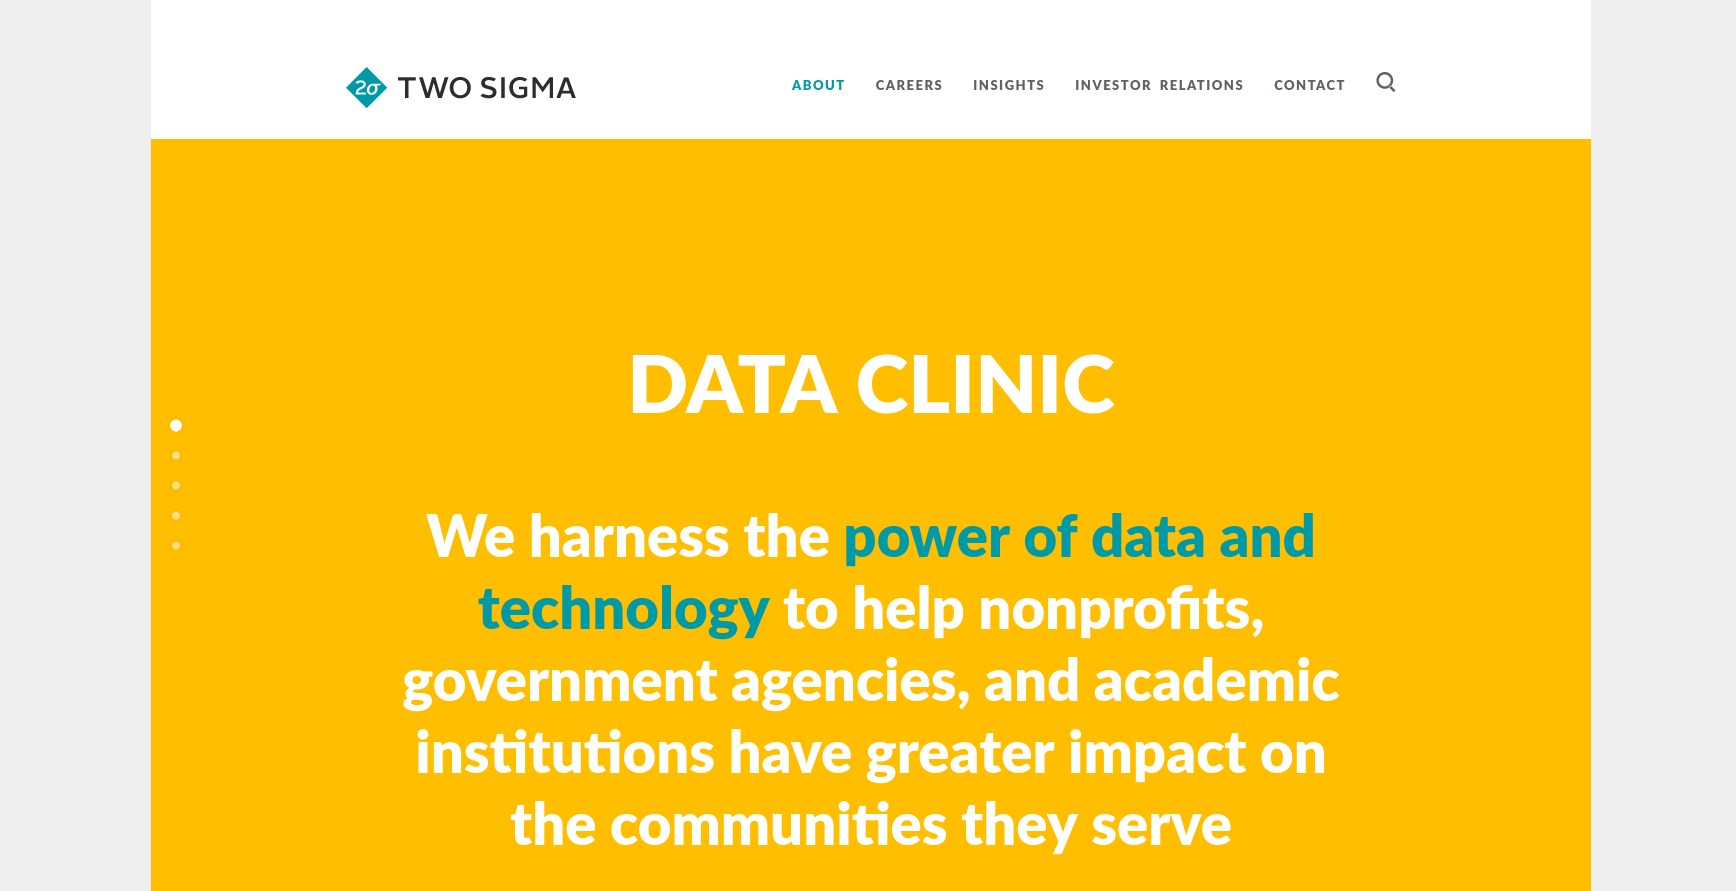 2σ TWO SIGMA
ABOUT CAREERS INSIGHTS INVESTOR RELATIONS CONTACT
DATA CLINIC
We harness the power of data and
technology to help nonprofits,
government agencies, and academic
institutions have greater impact on
the communities they serve